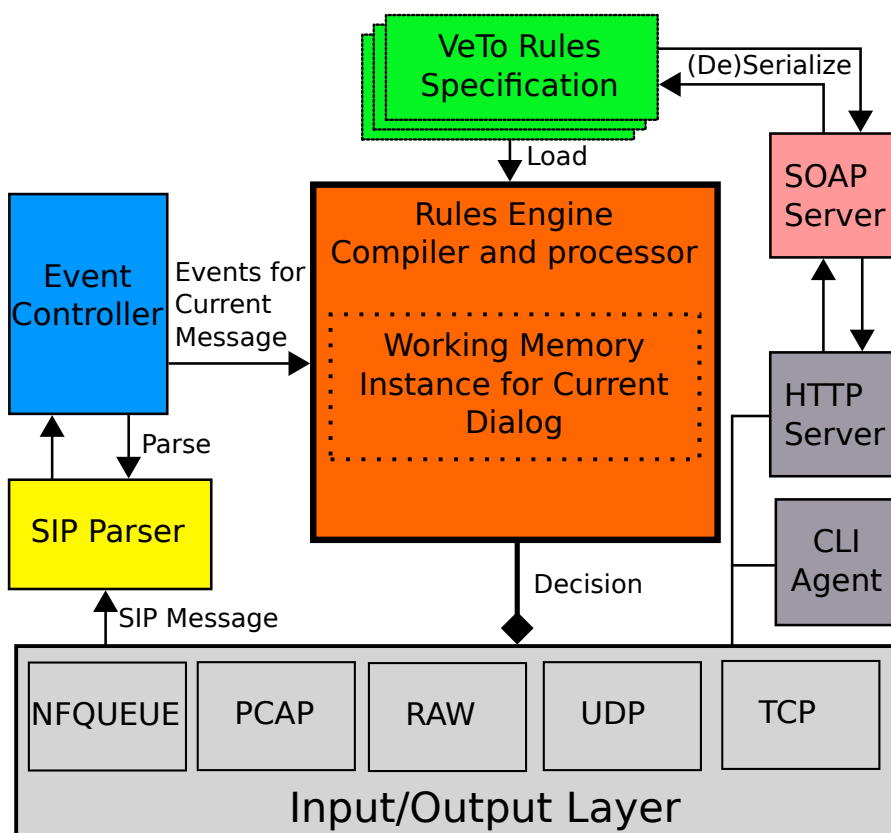 VeTo Rules
Specification
(De)Serialize
Load
SOAP
Server
Rules Engine
Compiler and processor
Event
Controller
Events for
Current
Message
Working Memory
Instance for Current
Dialog
HTTP
Server
Parse
SIP Parser
CLI
Agent
Decision
SIP Message
NFQUEUE
PCAP
RAW
UDP
TCP
Input/Output Layer